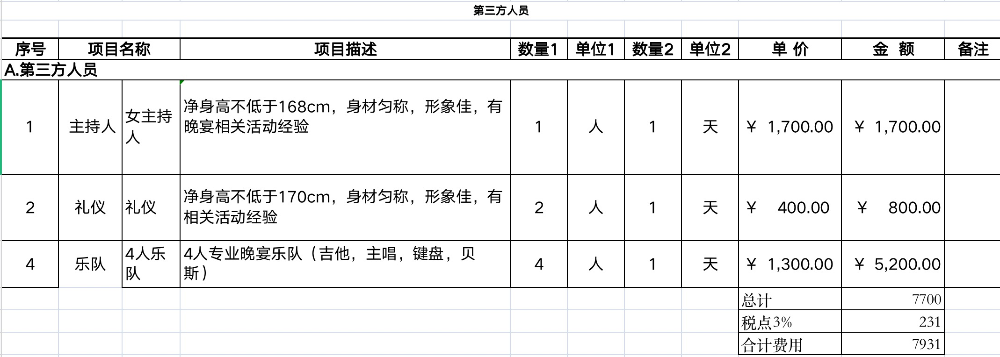 第三方人员
序号 项目名称 项目描述 数量1 单位1 数量2 单位2 单 价 金 额 备注
A.第三方人员
1 主持人 女主持人 净身高不低于168cm，身材匀称，形象佳，有晚宴相关活动经验 1 人 1 天 ¥ 1,700.00 ¥ 1,700.00
2 礼仪 礼仪 净身高不低于170cm，身材匀称，形象佳，有相关活动经验 2 人 1 天 ¥ 400.00 ¥ 800.00
4 乐队 4人乐队 4人专业晚宴乐队（吉他，主唱，键盘，贝斯） 4 人 1 天 ¥ 1,300.00 ¥ 5,200.00
总计 7700
税点3% 231
合计费用 7931